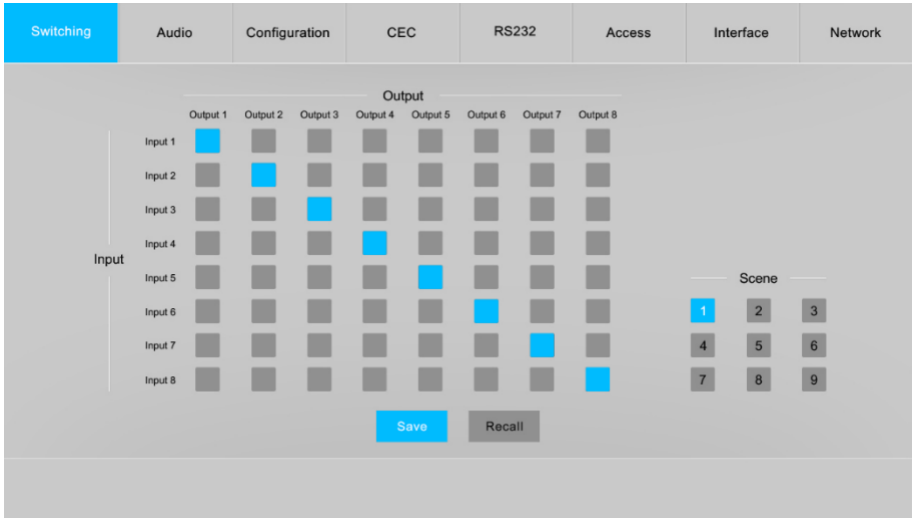 Switching Audio Configuration CEC RS232 Access Interface Network
Output
Output 1 Output 2 Output 3 Output 4 Output 5 Output 6 Output 7 Output 8
Input 1
Input 2
Input 3
Input 4
Input
Input 5
Scene
Input 6
1 2 3
Input 7
4 5 6
Input 8
7 8 9
Save Recall